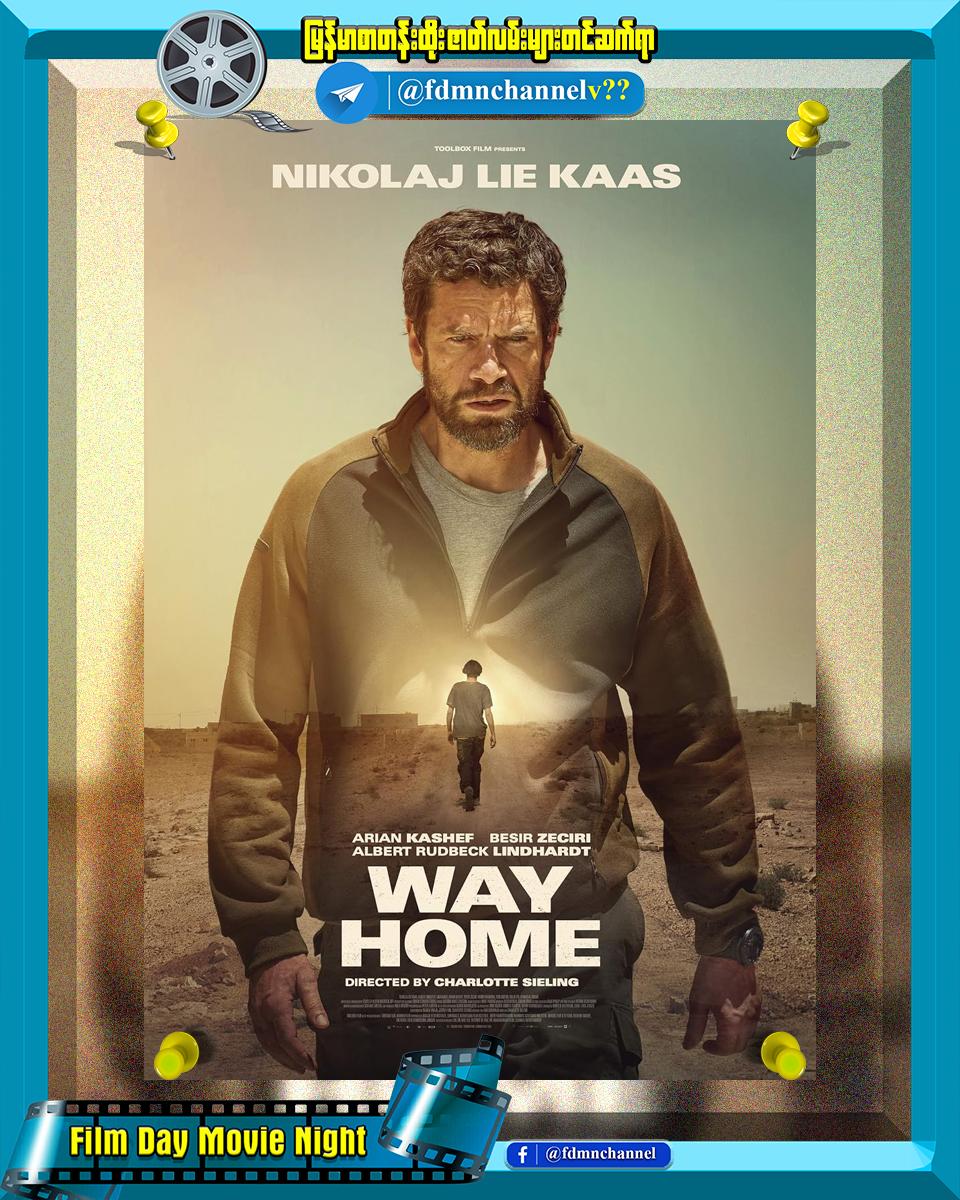 မြန်မာစာတန်းထိုးဇာတ်လမ်းများတင်ဆက်ရာ
@fdmnchannelv??
TOOLBOX FILM PRESENTS
NIKOLAJ LIE KAAS
ARIAN KASHEF BESIR ZECIRI
ALBERT RUDBECK LINDHARDT
WAY
HOME
DIRECTED BY CHARLOTTE SIELING
Film Day Movie Night
f @fdmnchannel